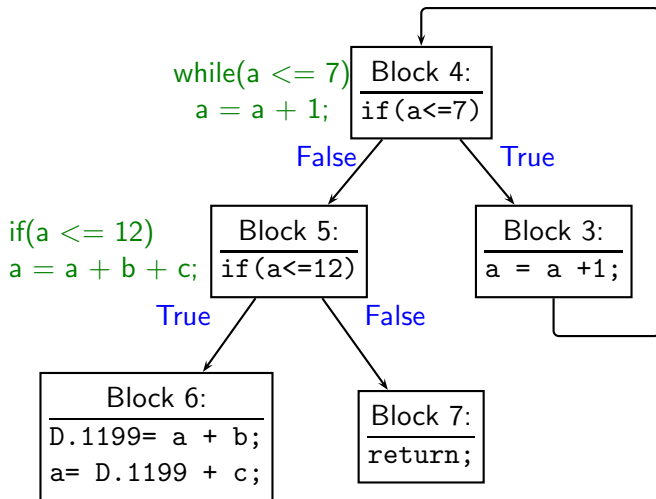 while(a <= 7)
a = a + 1;
Block 4:
if(a<=7)
False
True
if(a <= 12)
a = a + b + c;
Block 5:
if(a<=12)
Block 3:
a = a +1;
True
False
Block 6:
D.1199= a + b;
a= D.1199 + c;
Block 7:
return;